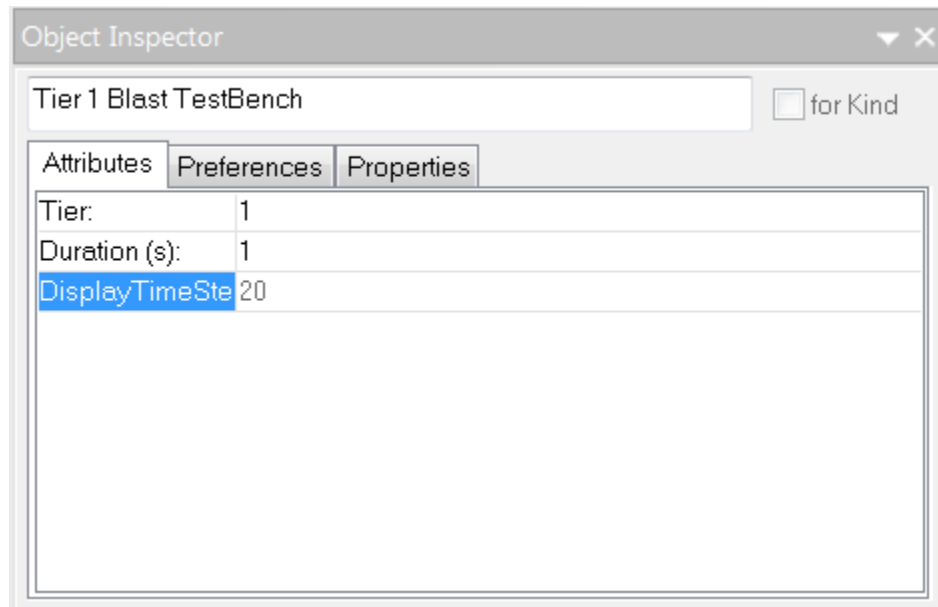 Object Inspector
Tier 1 Blast TestBench
for Kind
Attributes Preferences Properties
Tier: 1
Duration (s): 1
DisplayTimeSte 20